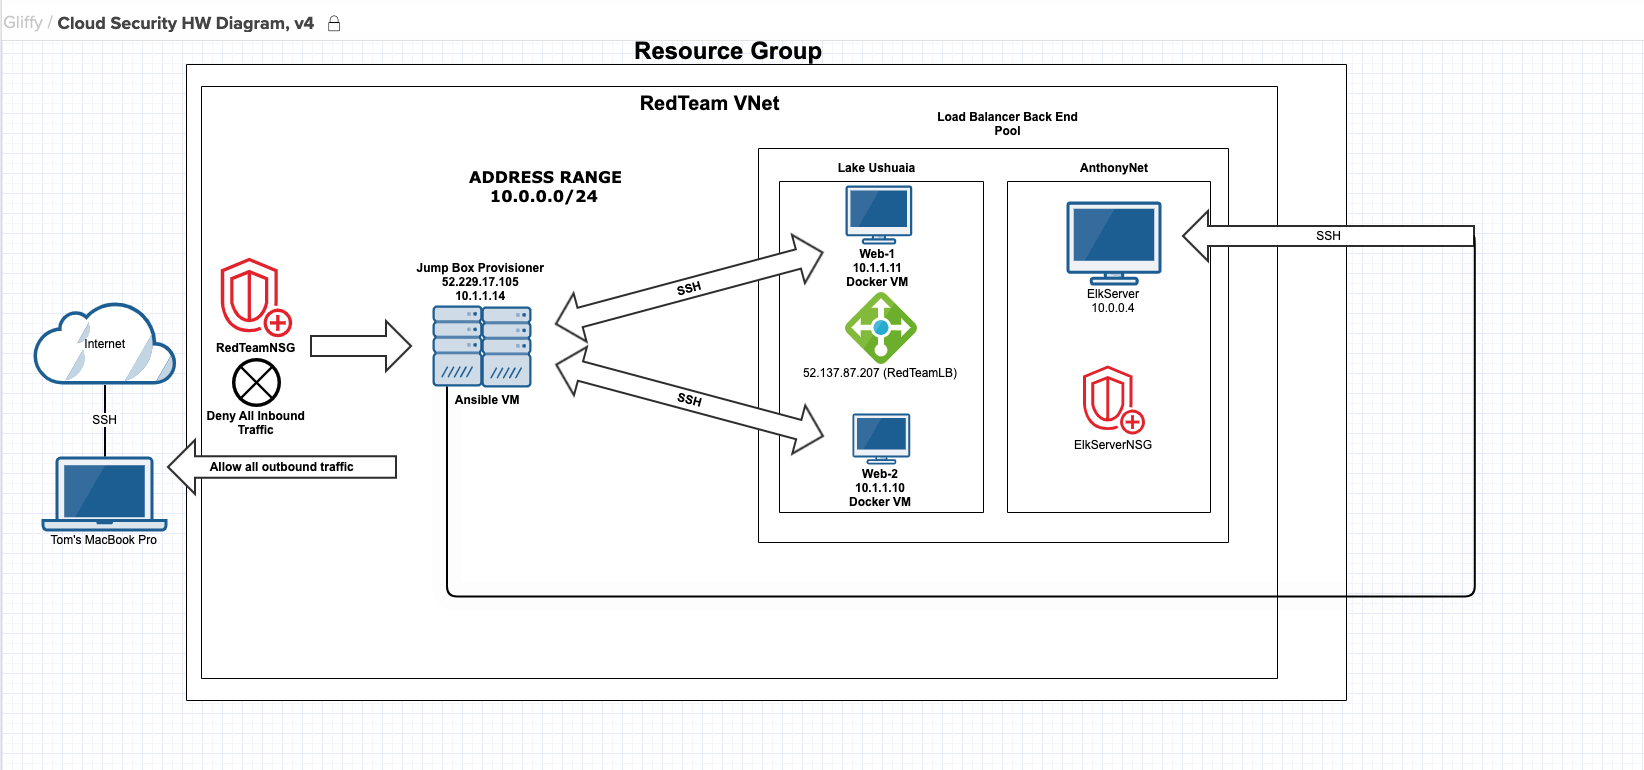 Gliffy / Cloud Security HW Diagram, v4
Resource Group
RedTeam VNet
Load Balancer Back End
Pool
ADDRESS RANGE
10.0.0.0/24
Lake Ushuaia
AnthonyNet
SSH
Web-1
10.1.1.11
Docker VM
ElkServer
10.0.0.4
Jump Box Provisioner
52.229.17.105
10.1.1.14
SSH
Internet
RedTeamNSG
52.137.87.207 (RedTeamLB)
Ansible VM
SSH
SSH
Deny All Inbound
Traffic
ElkServerNSG
Allow all outbound traffic
Web-2
10.1.1.10
Docker VM
Tom's MacBook Pro